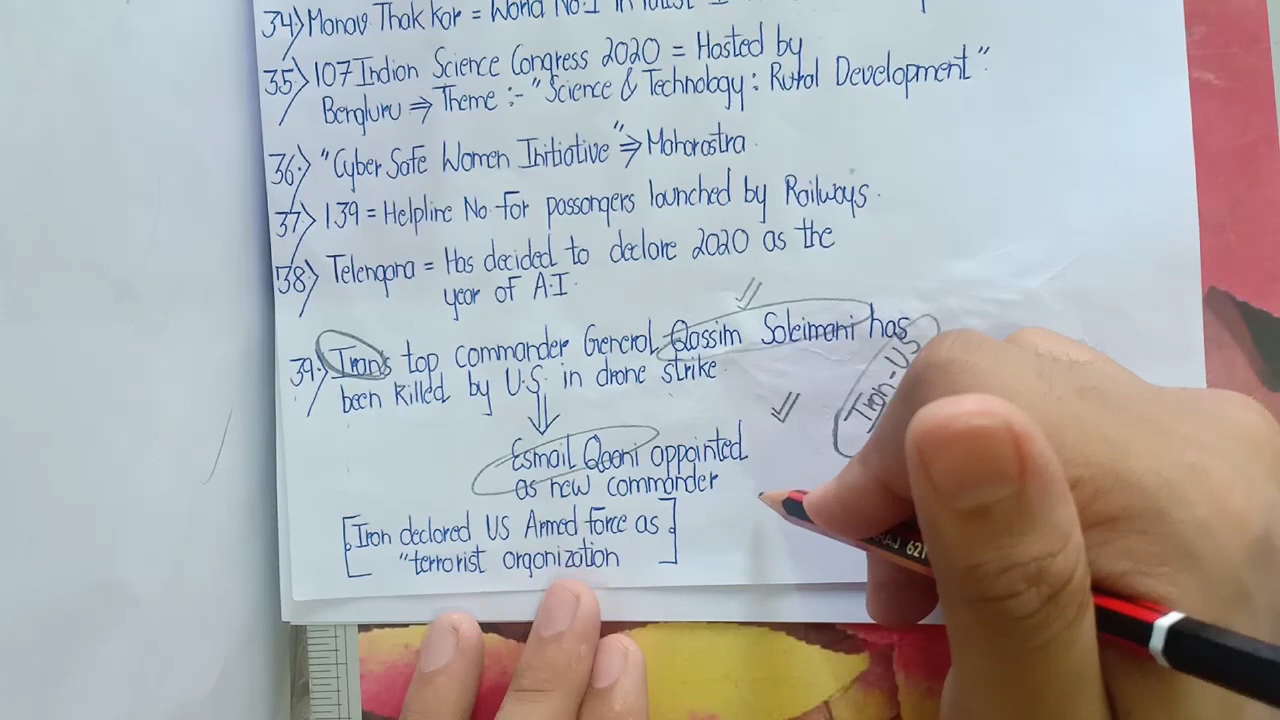 34) Manav Thakkar = World No.1 in
35) 107 Indian Science Congress 2020 = Hosted by
Bengluru ⇒ Theme :- "Science & Technology : Rural Development"
36) "Cyber Safe Women Initiative" ⇒ Maharastra
37) 139 = Helpline No. for passangers launched by Railways.
38) Telengana = Has decided to declare 2020 as the
year of A.I
39) Irans top commander General Qassim Soleimani has
been killed by U.S. in drone strike
Iran-US
Esmail Qaani appointed
as new commander
[Iran declared US Armed force as
"terrorist organization]
621